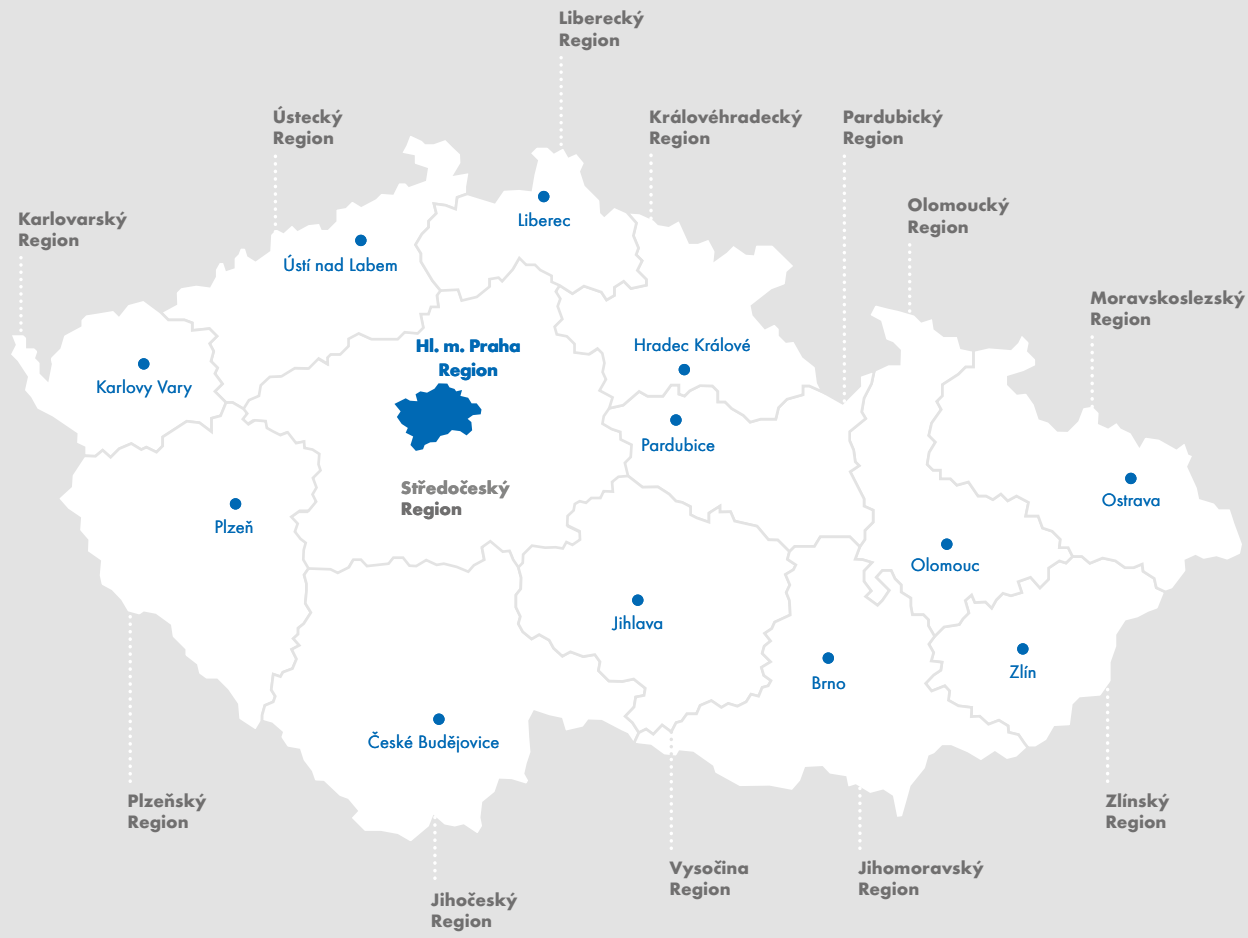 Liberecký
Region
Ústecký
Region
Královéhradecký
Region
Pardubický
Region
Karlovarský
Region
Olomoucký
Region
Moravskoslezský
Region
Liberec
Ústí nad Labem
Hl. m. Praha
Region
Hradec Králové
Karlovy Vary
Pardubice
Středočeský
Region
Plzeň
Ostrava
Olomouc
Jihlava
Brno
Zlín
České Budějovice
Plzeňský
Region
Zlínský
Region
Vysočina
Region
Jihomoravský
Region
Jihočeský
Region